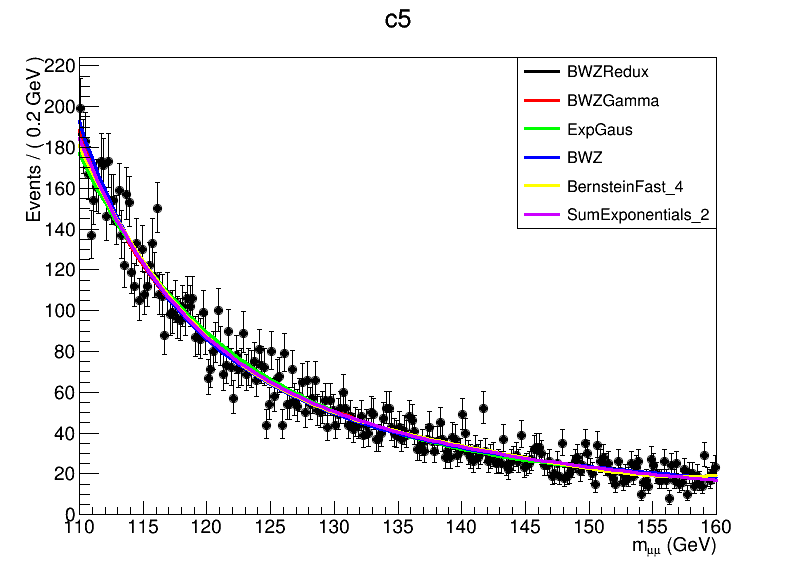 c5
Events / ( 0.2 GeV )
220
200
180
160
140
120
100
80
60
40
20
0
BWZRedux
BWZGamma
ExpGaus
BWZ
BernsteinFast_4
SumExponentials_2
110 115 120 125 130 135 140 145 150 155 160
mμμ (GeV)